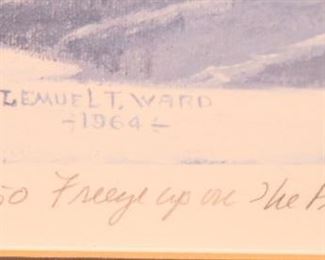 LEMUEL T. WARD
-1964-
50 Freeze up on The